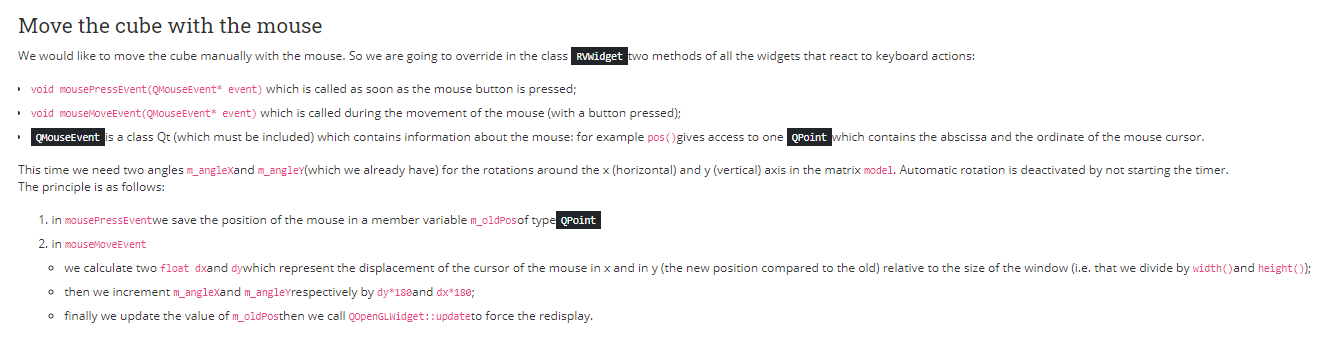 Move the cube with the mouse
We would like to move the cube manually with the mouse. So we are going to override in the class RVWidget two methods of all the widgets that react to keyboard actions:
void mousePressEvent(QMouseEvent* event) which is called as soon as the mouse button is pressed;
void mouseMoveEvent(QMouseEvent* event) which is called during the movement of the mouse (with a button pressed);
QMouseEvent is a class Qt (which must be included) which contains information about the mouse: for example pos()gives access to one QPoint which contains the abscissa and the ordinate of the mouse cursor.
This time we need two angles m_angleXand m_angleY(which we already have) for the rotations around the x (horizontal) and y (vertical) axis in the matrix model. Automatic rotation is deactivated by not starting the timer.
The principle is as follows:
1. in mousePressEventwe save the position of the mouse in a member variable m_oldPosof type QPoint
2. in mouseMoveEvent
we calculate two float dxand dywhich represent the displacement of the cursor of the mouse in x and in y (the new position compared to the old) relative to the size of the window (i.e. that we divide by width()and height());
then we increment m_angleXand m_angleYrespectively by dy*180and dx*180;
finally we update the value of m_oldPosthen we call QOpenGLWidget::updateto force the redisplay.